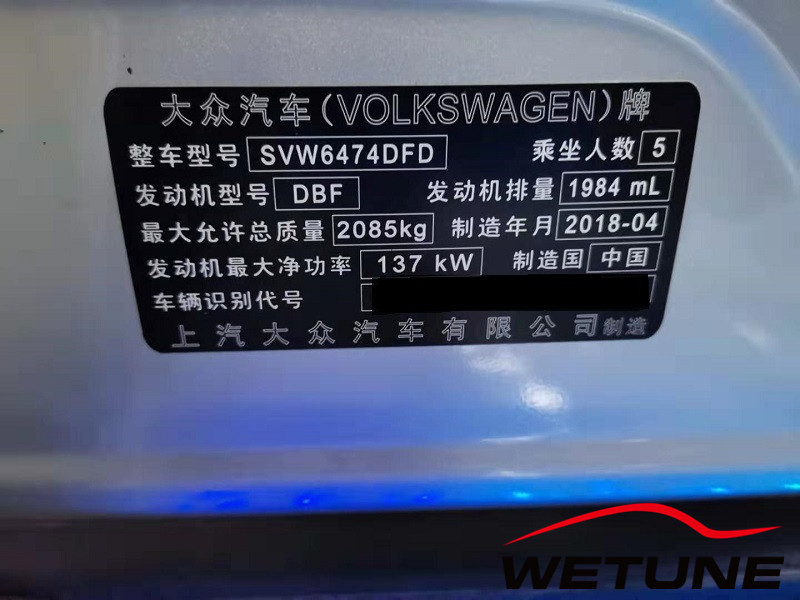 大众汽车(VOLKSWAGEN)牌
整车型号 SVW6474DFD 乘坐人数 5
发动机型号 DBF 发动机排量 1984 mL
最大允许总质量 2085kg 制造年月 2018-04
发动机最大净功率 137 kW 制造国 中国
车辆识别代号
上汽大众汽车有限公司制造
WETUNE